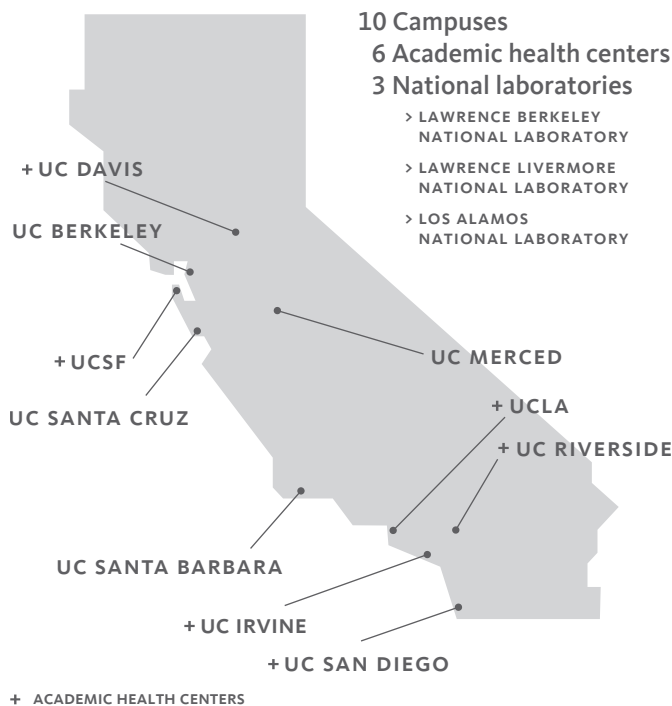 10 Campuses
6 Academic health centers
3 National laboratories
> LAWRENCE BERKELEY
NATIONAL LABORATORY
> LAWRENCE LIVERMORE
NATIONAL LABORATORY
> LOS ALAMOS
NATIONAL LABORATORY
+ UC DAVIS
UC BERKELEY
+ UCSF
UC MERCED
UC SANTA CRUZ
+ UCLA
+ UC RIVERSIDE
UC SANTA BARBARA
+ UC IRVINE
+ UC SAN DIEGO
+ ACADEMIC HEALTH CENTERS